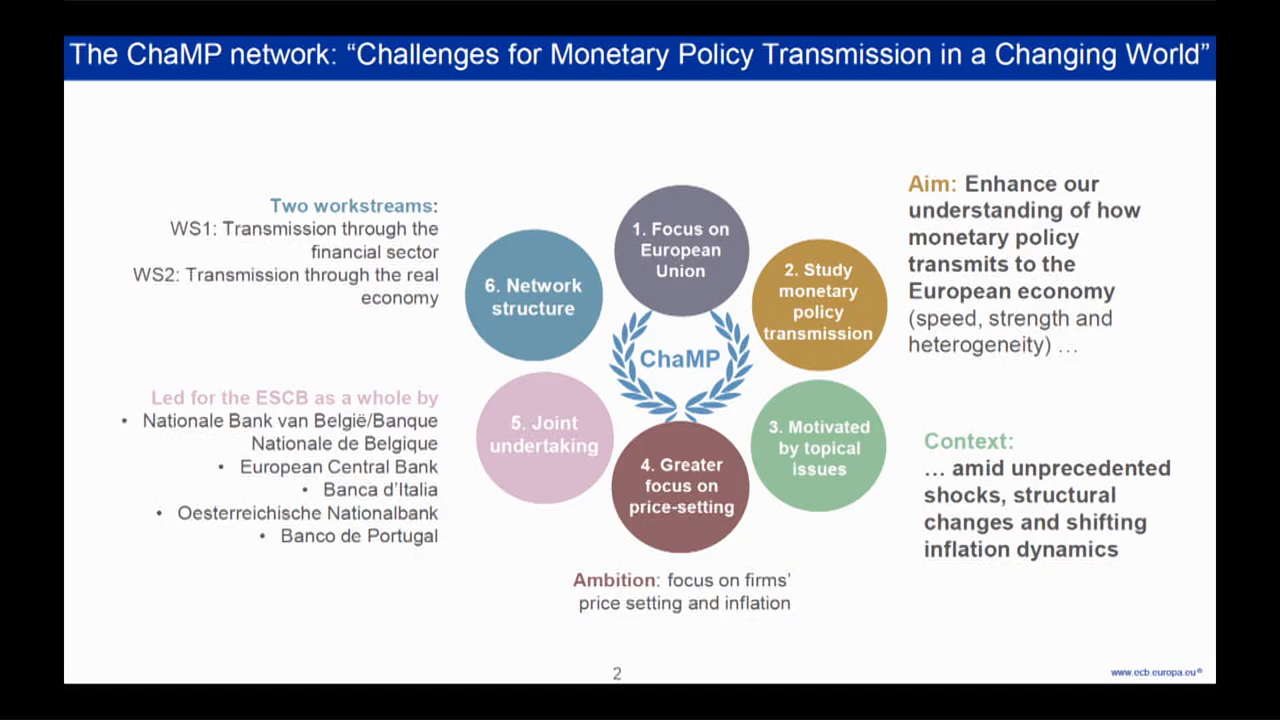 The ChaMP network: “Challenges for Monetary Policy Transmission in a Changing World”
Two workstreams:
WS1: Transmission through the
financial sector
WS2: Transmission through the real
economy
1. Focus on
European
Union
2. Study
monetary
policy
transmission
Aim: Enhance our
understanding of how
monetary policy
transmits to the
European economy
(speed, strength and
heterogeneity) …
6. Network
structure
ChaMP
Led for the ESCB as a whole by
• Nationale Bank van België/Banque
Nationale de Belgique
• European Central Bank
• Banca d’Italia
• Oesterreichische Nationalbank
• Banco de Portugal
5. Joint
undertaking
4. Greater
focus on
price-setting
3. Motivated
by topical
issues
Context:
… amid unprecedented
shocks, structural
changes and shifting
inflation dynamics
Ambition: focus on firms’
price setting and inflation
2
www.ecb.europa.eu©